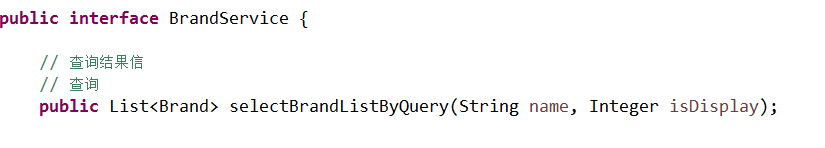 public interface BrandService {
// 查询结果信
// 查询
public List<Brand> selectBrandListByQuery(String name, Integer isDisplay);